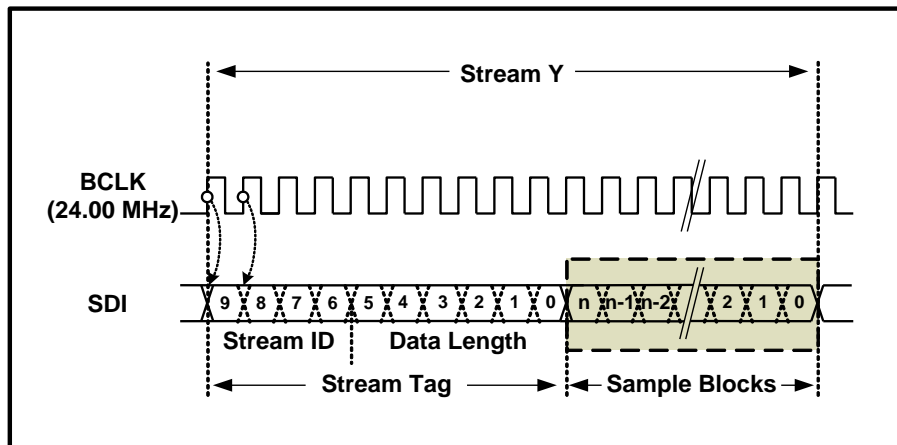 Stream Y
BCLK
(24.00 MHz)
SDI
9 8 7 6 5 4 3 2 1 0 n n-1 n-2 2 1 0
Stream ID Data Length
Stream Tag Sample Blocks